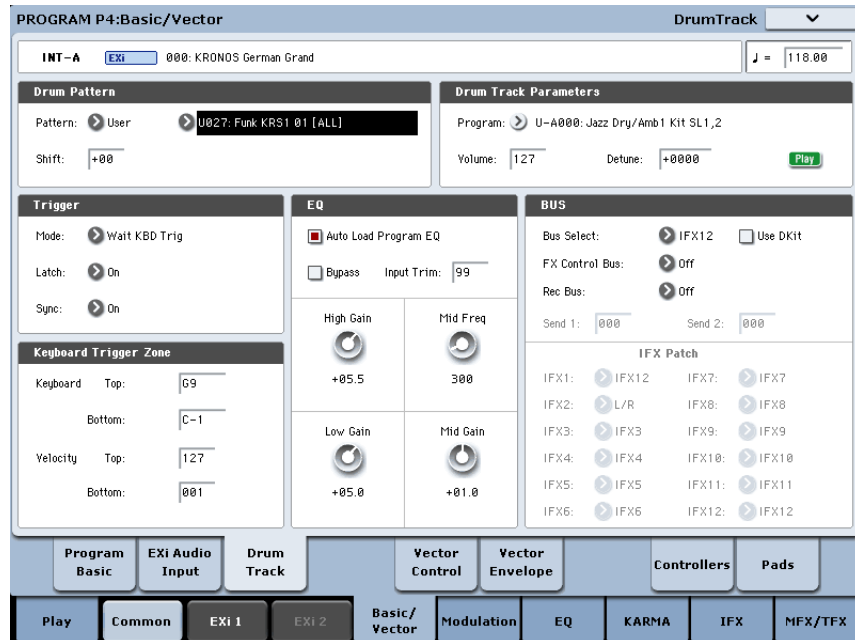 PROGRAM P4:Basic/Vector DrumTrack
INT-A EXi 000: KRONOS German Grand ♩ = 118.00
Drum Pattern
Pattern: User U027: Funk KRS1 01 [ALL]
Shift: +00
Drum Track Parameters
Program: U-A000: Jazz Dry/Amb1 Kit SL1,2
Volume: 127 Detune: +0000 Play
Trigger
Mode: Wait KBD Trig
Latch: On
Sync: On
Keyboard Trigger Zone
Keyboard Top: G9
Bottom: C-1
Velocity Top: 127
Bottom: 001
EQ
Auto Load Program EQ
Bypass Input Trim: 99
High Gain Mid Freq
+05.5 300
Low Gain Mid Gain
+05.0 +01.0
BUS
Bus Select: IFX12 Use DKit
FX Control Bus: Off
Rec Bus: Off
Send 1: 000 Send 2: 000
IFX Patch
IFX1: IFX12 IFX7: IFX7
IFX2: L/R IFX8: IFX8
IFX3: IFX3 IFX9: IFX9
IFX4: IFX4 IFX10: IFX10
IFX5: IFX5 IFX11: IFX11
IFX6: IFX6 IFX12: IFX12
Program Basic
EXi Audio Input
Drum Track
Vector Control
Vector Envelope
Controllers
Pads
Play
Common
EXi 1
EXi 2
Basic/ Vector
Modulation
EQ
KARMA
IFX
MFX/TFX